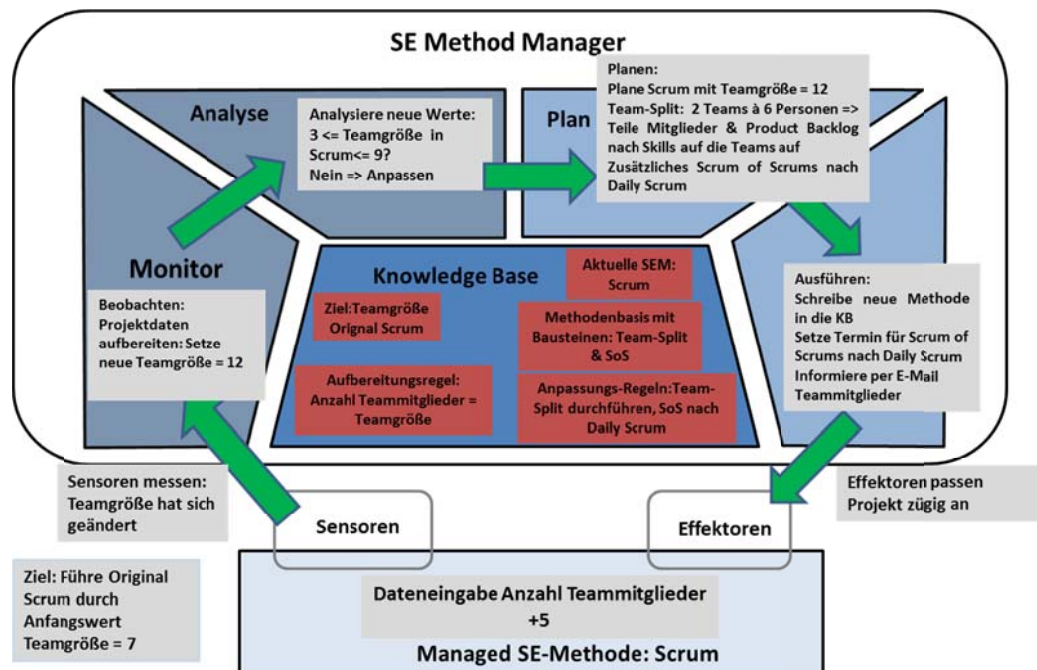 SE Method Manager
Analyse
Analysiere neue Werte:
3 <= Teamgröße in
Scrum<= 9?
Nein => Anpassen
Plan
Planen:
Plane Scrum mit Teamgröße = 12
Team-Split: 2 Teams à 6 Personen =>
Teile Mitglieder & Product Backlog
nach Skills auf die Teams auf
Zusätzliches Scrum of Scrums nach
Daily Scrum
Monitor
Beobachten:
Projektdaten
aufbereiten: Setze
neue Teamgröße = 12
Knowledge Base
Ziel:Teamgröße
Orignal Scrum
Aufbereitungsregel:
Anzahl Teammitglieder =
Teamgröße
Aktuelle SEM:
Scrum
Methodenbasis mit
Bausteinen: Team-Split
& SoS
Anpassungs-Regeln:Team-
Split durchführen, SoS nach
Daily Scrum
Ausführen:
Schreibe neue Methode
in die KB
Setze Termin für Scrum of
Scrums nach Daily Scrum
Informiere per E-Mail
Teammitglieder
Sensoren messen:
Teamgröße hat sich
geändert
Sensoren
Effektoren
Effektoren passen
Projekt zügig an
Ziel: Führe Original
Scrum durch
Anfangswert
Teamgröße = 7
Dateneingabe Anzahl Teammitglieder
+5
Managed SE-Methode: Scrum